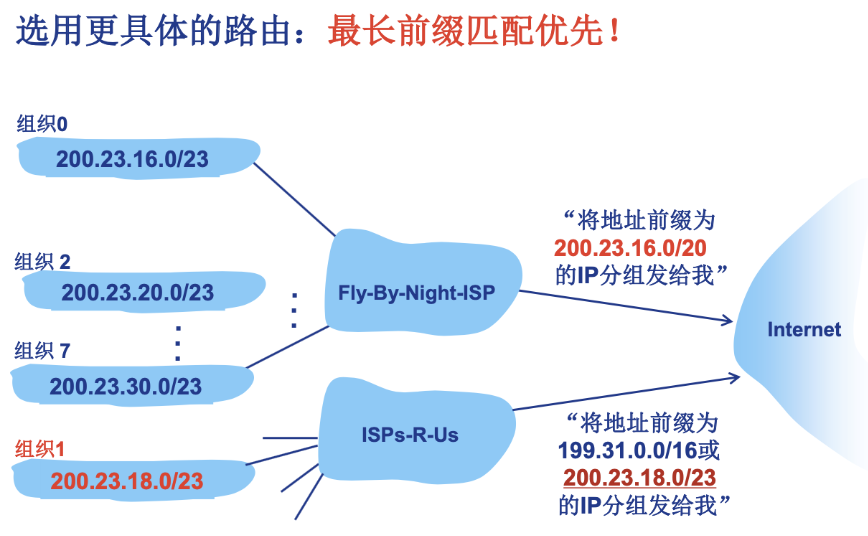 选用更具体的路由：最长前缀匹配优先！
组织0
200.23.16.0/23
组织 2
200.23.20.0/23
组织 7
200.23.30.0/23
组织1
200.23.18.0/23
Fly-By-Night-ISP
ISPs-R-Us
“将地址前缀为
200.23.16.0/20
的IP分组发给我”
“将地址前缀为
199.31.0.0/16或
200.23.18.0/23
的IP分组发给我”
Internet